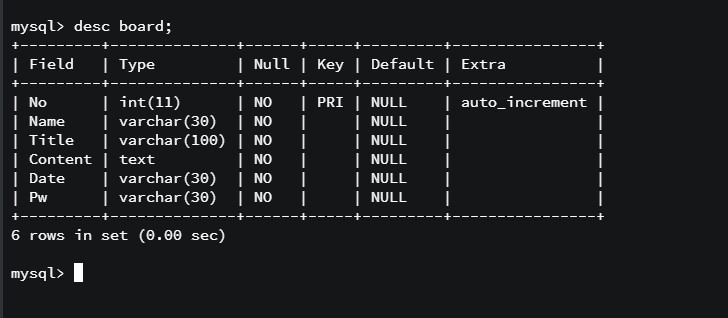 mysql> desc board;
+---------+--------------+------+-----+---------+----------------+
| Field   | Type         | Null | Key | Default | Extra          |
+---------+--------------+------+-----+---------+----------------+
| No      | int(11)      | NO   | PRI | NULL    | auto_increment |
| Name    | varchar(30)  | NO   |     | NULL    |                |
| Title   | varchar(100) | NO   |     | NULL    |                |
| Content | text         | NO   |     | NULL    |                |
| Date    | varchar(30)  | NO   |     | NULL    |                |
| Pw      | varchar(30)  | NO   |     | NULL    |                |
+---------+--------------+------+-----+---------+----------------+
6 rows in set (0.00 sec)
mysql>